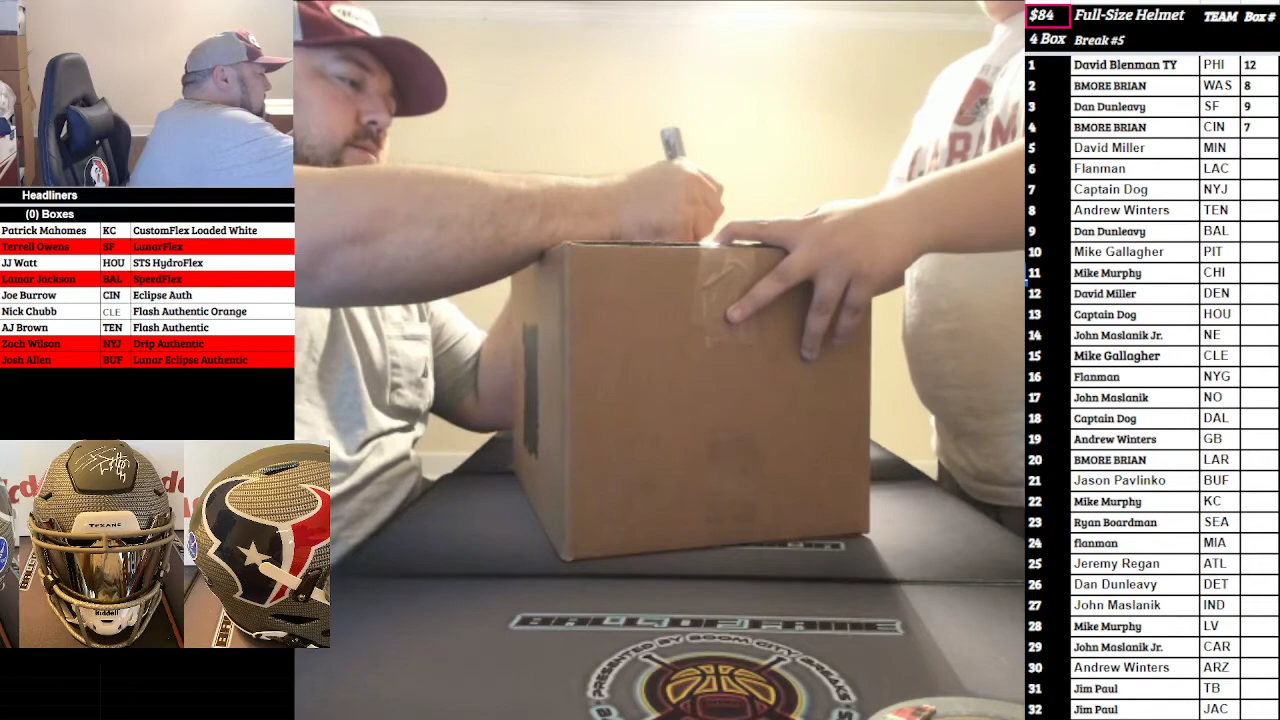 Headliners
(0) Boxes
Patrick Mahomes KC CustomFlex Loaded White
Terrell Owens SF LunarFlex
JJ Watt HOU STS HydroFlex
Lamar Jackson BAL SpeedFlex
Joe Burrow CIN Eclipse Auth
Nick Chubb CLE Flash Authentic Orange
AJ Brown TEN Flash Authentic
Zach Wilson NYJ Drip Authentic
Josh Allen BUF Lunar Eclipse Authentic
TEXANS
Riddell
BALL OF FAME
PROMOTED BY BOOM CITY BREAKS
$84 Full-Size Helmet TEAM Box #
4 Box Break #5
1 David Blenman TY PHI 12
2 BMORE BRIAN WAS 8
3 Dan Dunleavy SF 9
4 BMORE BRIAN CIN 7
5 David Miller MIN
6 Flanman LAC
7 Captain Dog NYJ
8 Andrew Winters TEN
9 Dan Dunleavy BAL
10 Mike Gallagher PIT
11 Mike Murphy CHI
12 David Miller DEN
13 Captain Dog HOU
14 John Maslanik Jr. NE
15 Mike Gallagher CLE
16 Flanman NYG
17 John Maslanik NO
18 Captain Dog DAL
19 Andrew Winters GB
20 BMORE BRIAN LAR
21 Jason Pavlinko BUF
22 Mike Murphy KC
23 Ryan Boardman SEA
24 flanman MIA
25 Jeremy Regan ATL
26 Dan Dunleavy DET
27 John Maslanik IND
28 Mike Murphy LV
29 John Maslanik Jr. CAR
30 Andrew Winters ARZ
31 Jim Paul TB
32 Jim Paul JAC